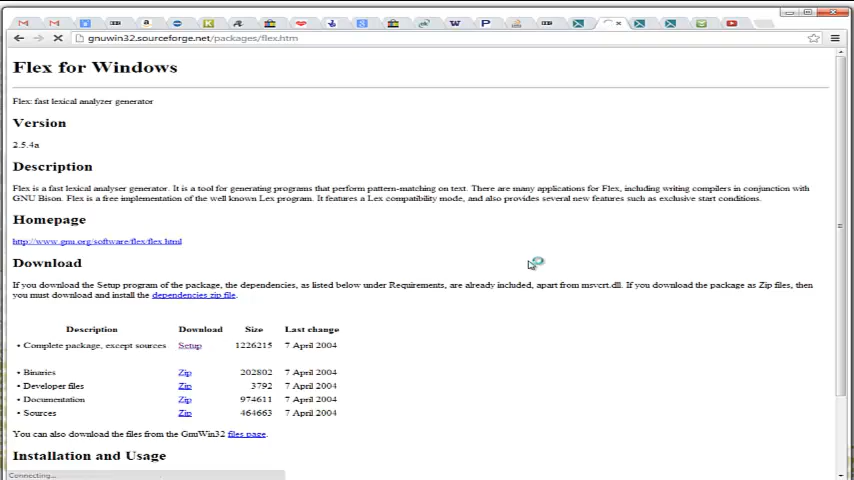 gnuwin32.sourceforge.net/packages/flex.htm
Flex for Windows
Flex: fast lexical analyzer generator
Version
2.5.4a
Description
Flex is a fast lexical analyser generator. It is a tool for generating programs that perform pattern-matching on text. There are many applications for Flex, including writing compilers in conjunction with
GNU Bison. Flex is a free implementation of the well known Lex program. It features a Lex compatibility mode, and also provides several new features such as exclusive start conditions.
Homepage
http://www.gnu.org/software/flex/flex.html
Download
If you download the Setup program of the package, the dependencies, as listed below under Requirements, are already included, apart from msvcrt.dll. If you download the package as Zip files, then
you must download and install the dependencies zip file.
Description Download Size Last change
• Complete package, except sources Setup 1226215 7 April 2004
• Binaries Zip 202802 7 April 2004
• Developer files Zip 3792 7 April 2004
• Documentation Zip 974611 7 April 2004
• Sources Zip 464663 7 April 2004
You can also download the files from the GnuWin32 files page.
Installation and Usage
Connecting...